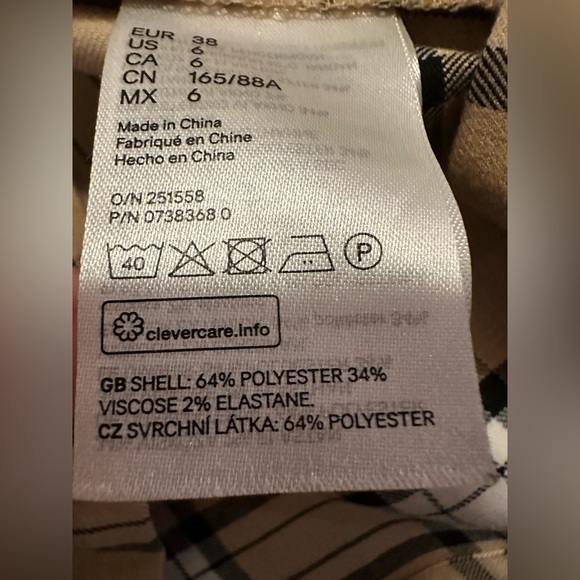 EUR 38
US 6
CA 6
CN 165/88A
MX 6
Made in China
Fabriqué en Chine
Hecho en China
O/N 251558
P/N 0738368 0
40
P
clevercare.info
GB SHELL: 64% POLYESTER 34%
VISCOSE 2% ELASTANE.
CZ SVRCHNÍ LÁTKA: 64% POLYESTER